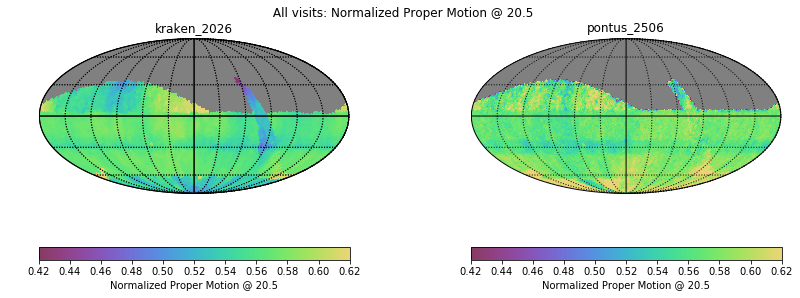 All visits: Normalized Proper Motion @ 20.5
kraken_2026
pontus_2506
0.42 0.44 0.46 0.48 0.50 0.52 0.54 0.56 0.58 0.60 0.62
Normalized Proper Motion @ 20.5
0.42 0.44 0.46 0.48 0.50 0.52 0.54 0.56 0.58 0.60 0.62
Normalized Proper Motion @ 20.5